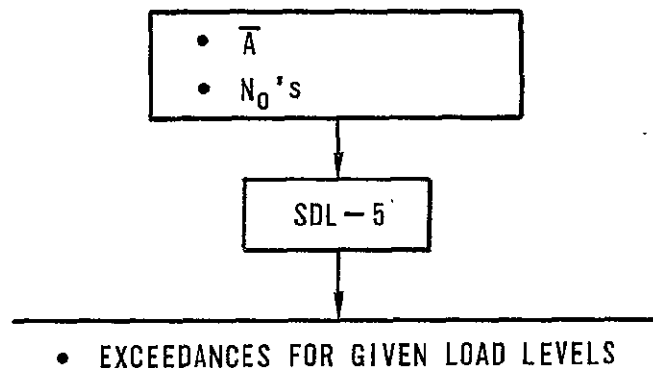 • A̅
• N₀'s
SDL – 5
• EXCEEDANCES FOR GIVEN LOAD LEVELS